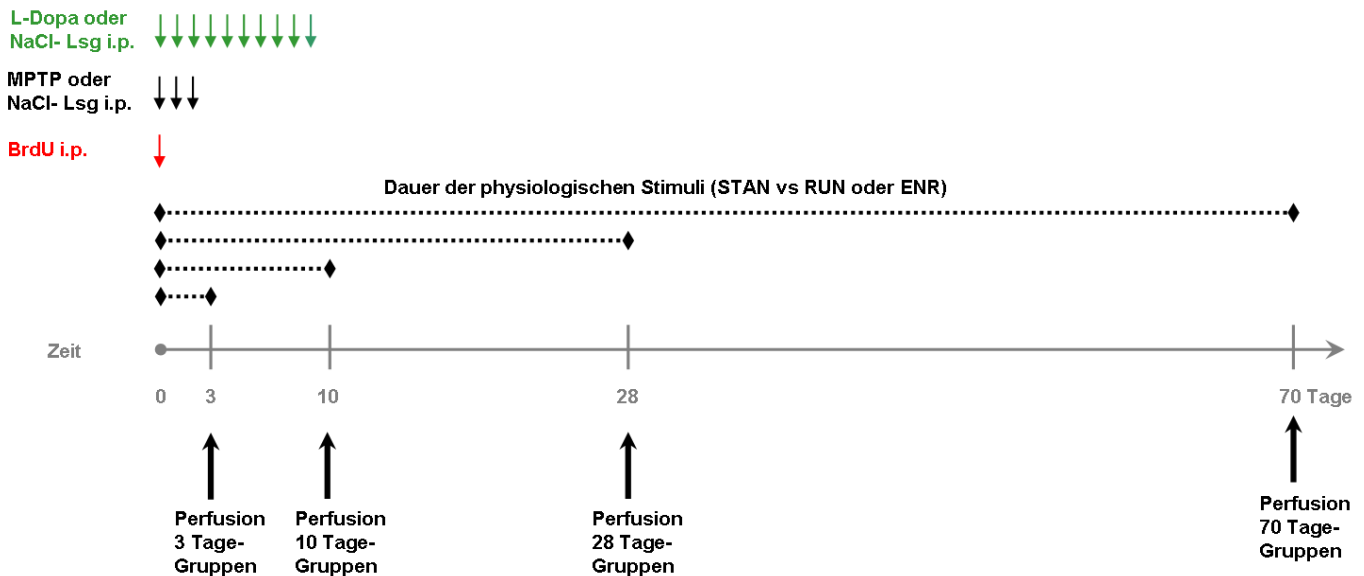 L-Dopa oder
NaCl- Lsg i.p.
MPTP oder
NaCl- Lsg i.p.
BrdU i.p.
Dauer der physiologischen Stimuli (STAN vs RUN oder ENR)
Zeit
0 3 10 28 70 Tage
Perfusion
3 Tage-
Gruppen
Perfusion
10 Tage-
Gruppen
Perfusion
28 Tage-
Gruppen
Perfusion
70 Tage-
Gruppen